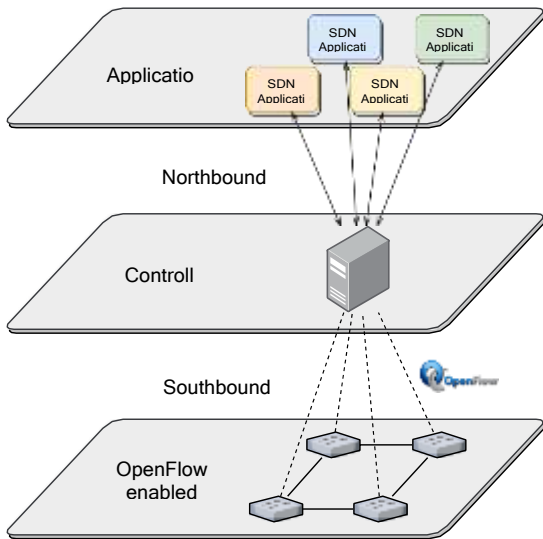 SDN
Applicati
SDN
Applicati
Applicatio
SDN
Applicati
SDN
Applicati
Northbound
Controll
Southbound
OpenFlow
OpenFlow
enabled